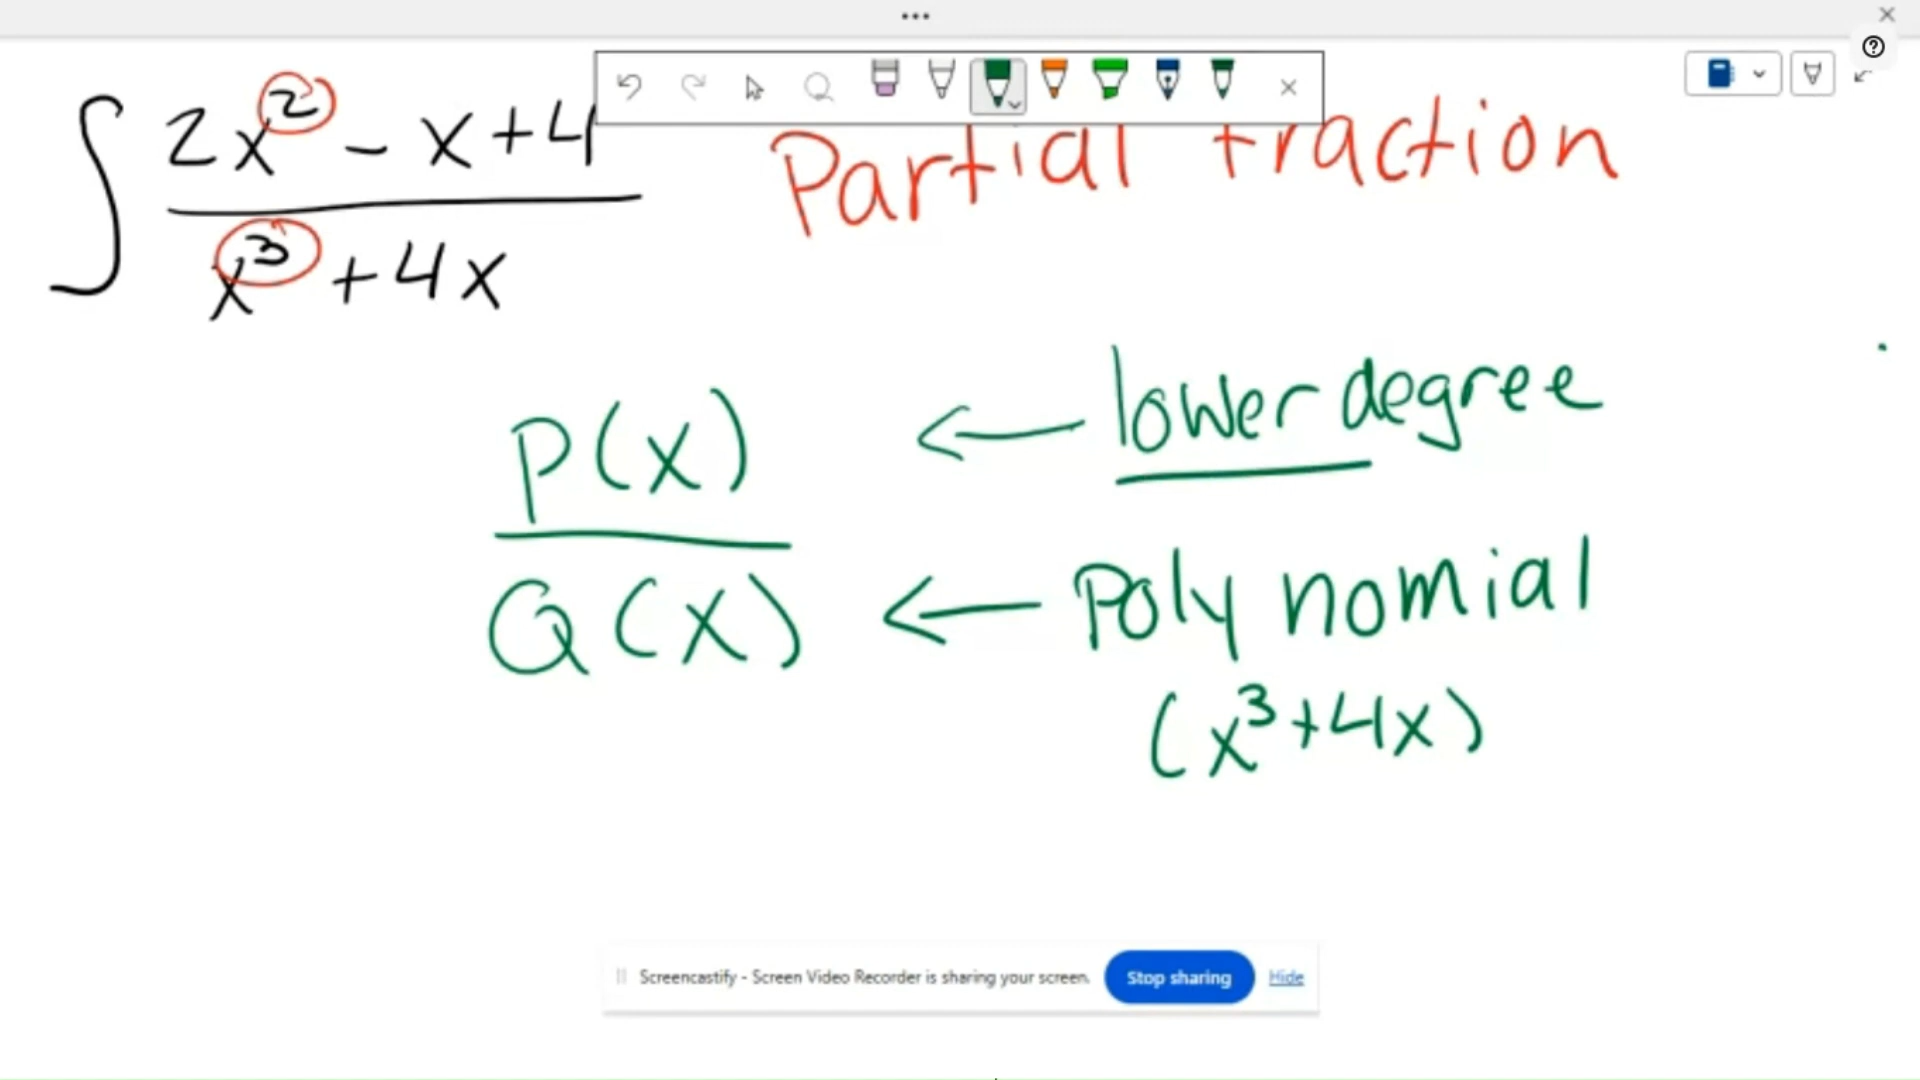 ∫ 2x² - x + 4
x³ + 4x
Partial fraction
P(x) ← lower degree
Q(x) ← Polynomial
(x³ + 4x)
Screencastify - Screen Video Recorder is sharing your screen. Stop sharing Hide